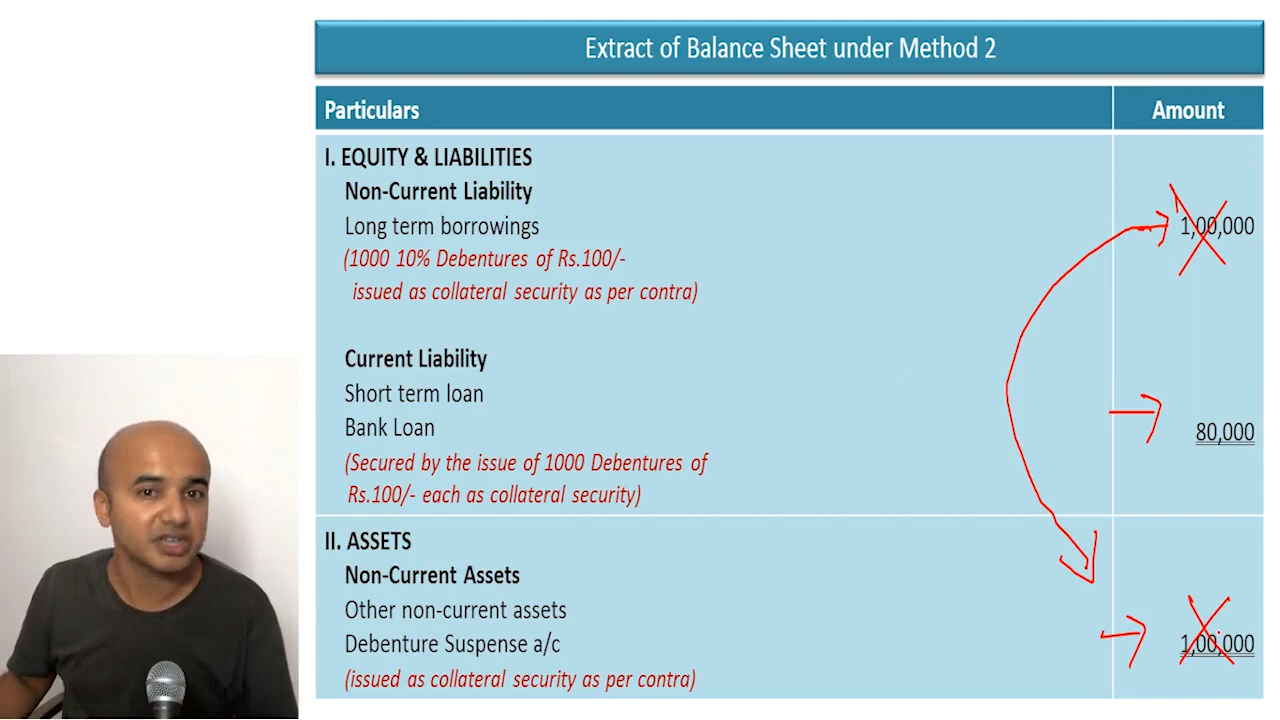 Extract of Balance Sheet under Method 2
Particulars Amount
I. EQUITY & LIABILITIES
Non-Current Liability
Long term borrowings 1,00,000
(1000 10% Debentures of Rs.100/-
issued as collateral security as per contra)
Current Liability
Short term loan
Bank Loan 80,000
(Secured by the issue of 1000 Debentures of
Rs.100/- each as collateral security)
II. ASSETS
Non-Current Assets
Other non-current assets
Debenture Suspense a/c 1,00,000
(issued as collateral security as per contra)